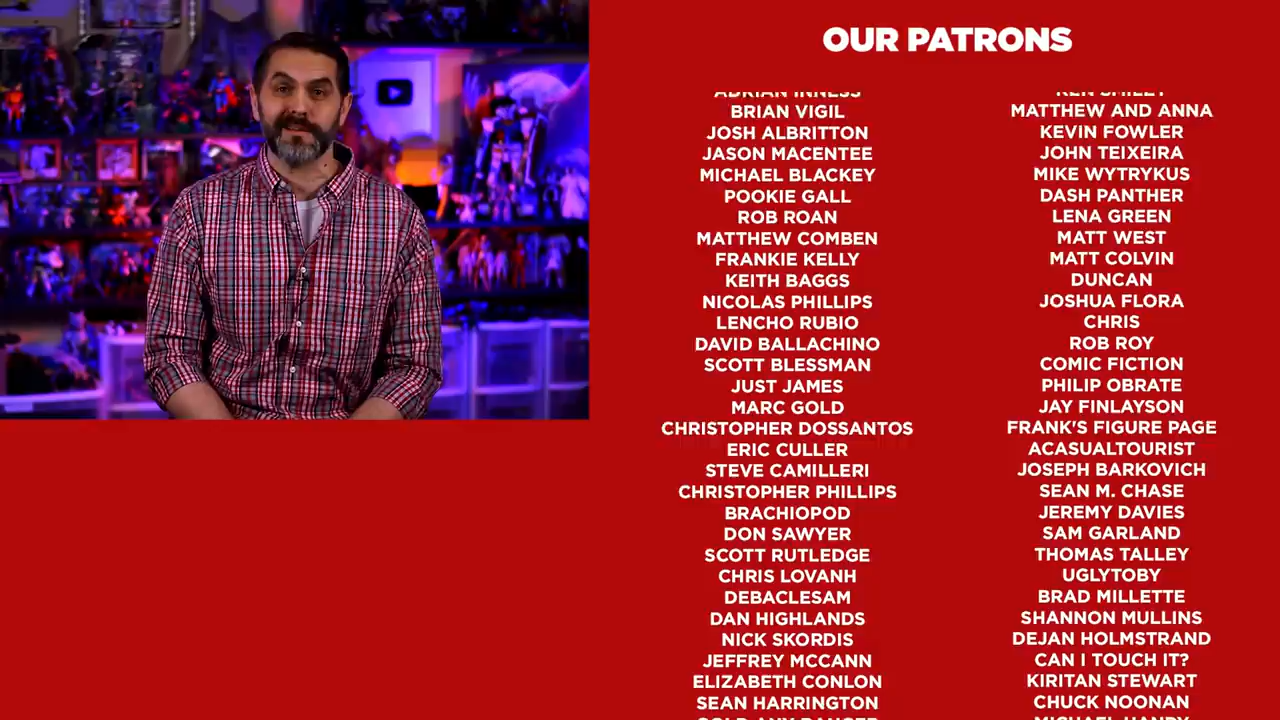 OUR PATRONS
ADRIAN INNESS
BRIAN VIGIL
JOSH ALBRITTON
JASON MACENTEE
MICHAEL BLACKEY
POOKIE GALL
ROB ROAN
MATTHEW COMBEN
FRANKIE KELLY
KEITH BAGGS
NICOLAS PHILLIPS
LENCHO RUBIO
DAVID BALLACHINO
SCOTT BLESSMAN
JUST JAMES
MARC GOLD
CHRISTOPHER DOSSANTOS
ERIC CULLER
STEVE CAMILLERI
CHRISTOPHER PHILLIPS
BRACHIOPOD
DON SAWYER
SCOTT RUTLEDGE
CHRIS LOVANH
DEBACLESAM
DAN HIGHLANDS
NICK SKORDIS
JEFFREY MCCANN
ELIZABETH CONLON
SEAN HARRINGTON
KEN SMILEY
MATTHEW AND ANNA
KEVIN FOWLER
JOHN TEIXEIRA
MIKE WYTRYKUS
DASH PANTHER
LENA GREEN
MATT WEST
MATT COLVIN
DUNCAN
JOSHUA FLORA
CHRIS
ROB ROY
COMIC FICTION
PHILIP OBRATE
JAY FINLAYSON
FRANK'S FIGURE PAGE
ACASUALTOURIST
JOSEPH BARKOVICH
SEAN M. CHASE
JEREMY DAVIES
SAM GARLAND
THOMAS TALLEY
UGLYTOBY
BRAD MILLETTE
SHANNON MULLINS
DEJAN HOLMSTRAND
CAN I TOUCH IT?
KIRITAN STEWART
CHUCK NOONAN